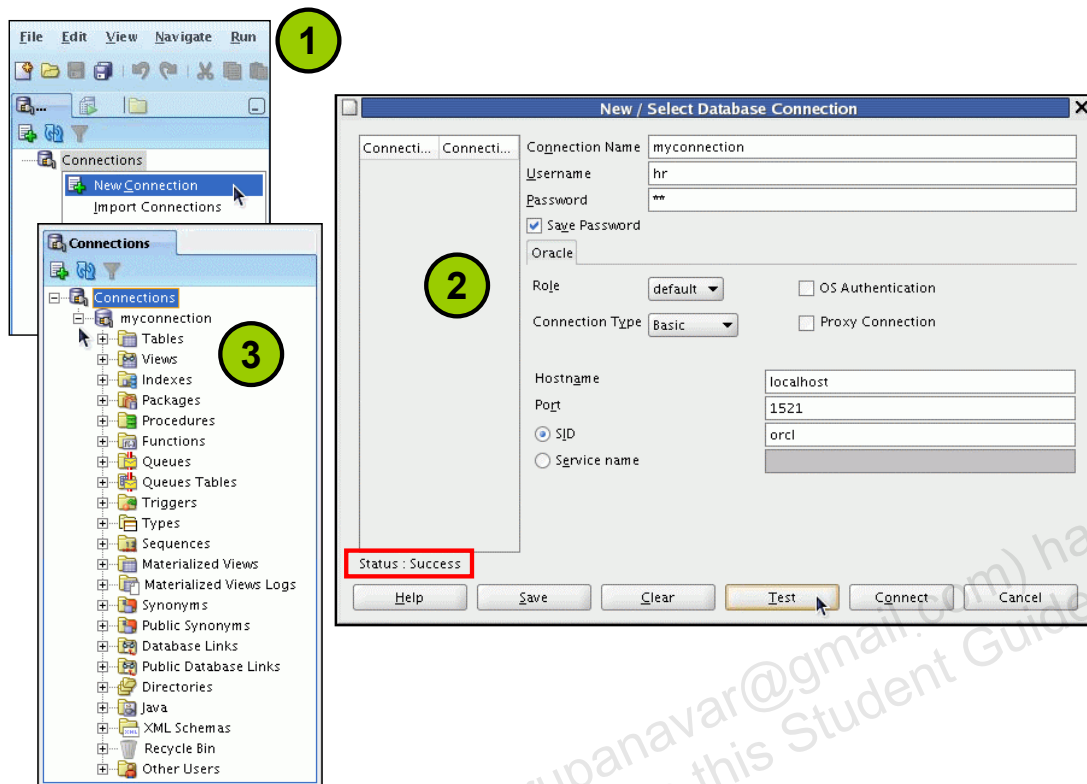 File Edit View Navigate Run
1
Connections
New Connection
Import Connections
Connections
Connections
myconnection
Tables
Views
Indexes
Packages
Procedures
Functions
Queues
Queues Tables
Triggers
Types
Sequences
Materialized Views
Materialized Views Logs
Synonyms
Public Synonyms
Database Links
Public Database Links
Directories
Java
XML Schemas
Recycle Bin
Other Users
3
New / Select Database Connection
Connecti... Connecti...
2
Connection Name myconnection
Username hr
Password **
Save Password
Oracle
Role default OS Authentication
Connection Type Basic Proxy Connection
Hostname localhost
Port 1521
SID orcl
Service name
Status : Success
Help Save Clear Test Connect Cancel